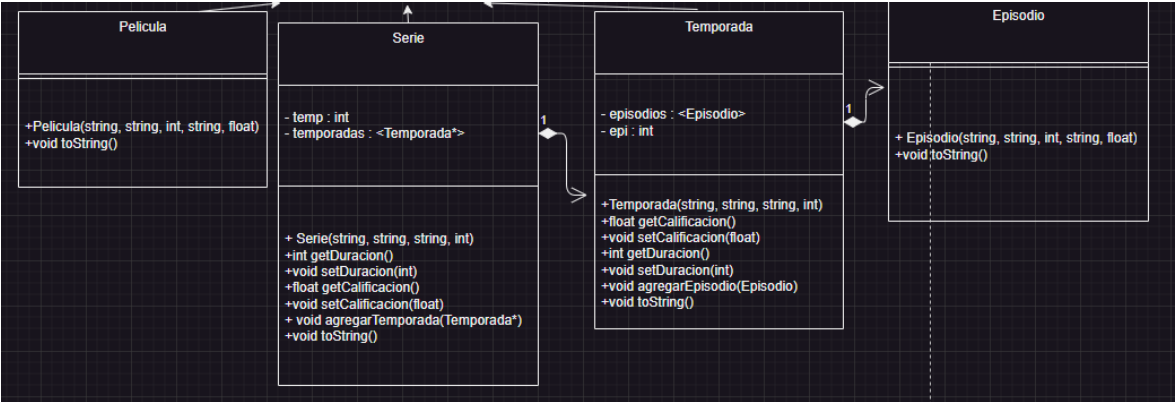 Pelicula
+Pelicula(string, string, int, string, float)
+void toString()
Serie
- temp : int
- temporadas : <Temporada*>
1
+ Serie(string, string, string, int)
+int getDuracion()
+void setDuracion(int)
+float getCalificacion()
+void setCalificacion(float)
+ void agregarTemporada(Temporada*)
+void toString()
Temporada
- episodios : <Episodio>
- epi : int
1
+Temporada(string, string, string, int)
+float getCalificacion()
+void setCalificacion(float)
+int getDuracion()
+void setDuracion(int)
+void agregarEpisodio(Episodio)
+void toString()
Episodio
+ Episodio(string, string, int, string, float)
+void toString()